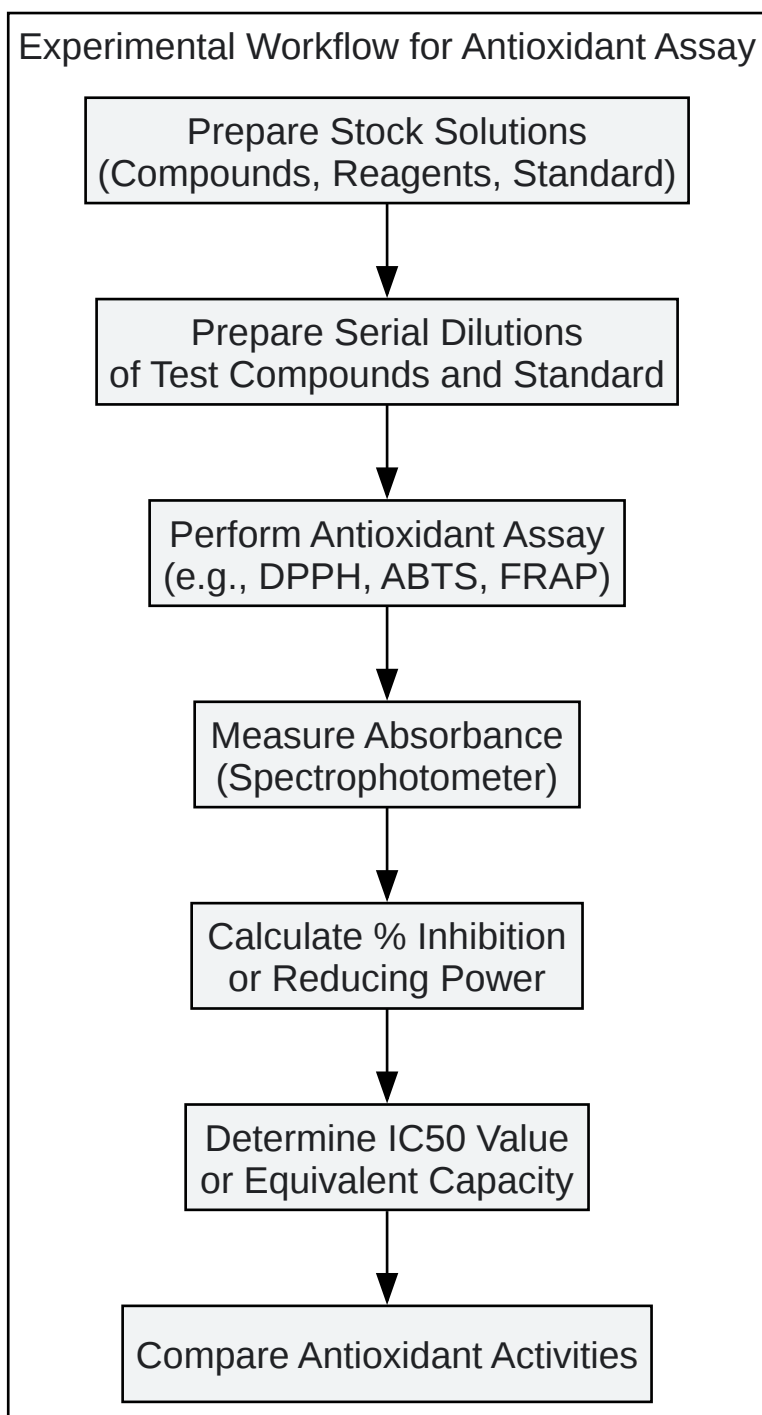 Experimental Workflow for Antioxidant Assay
Prepare Stock Solutions
(Compounds, Reagents, Standard)
Prepare Serial Dilutions
of Test Compounds and Standard
Perform Antioxidant Assay
(e.g., DPPH, ABTS, FRAP)
Measure Absorbance
(Spectrophotometer)
Calculate % Inhibition
or Reducing Power
Determine IC50 Value
or Equivalent Capacity
Compare Antioxidant Activities